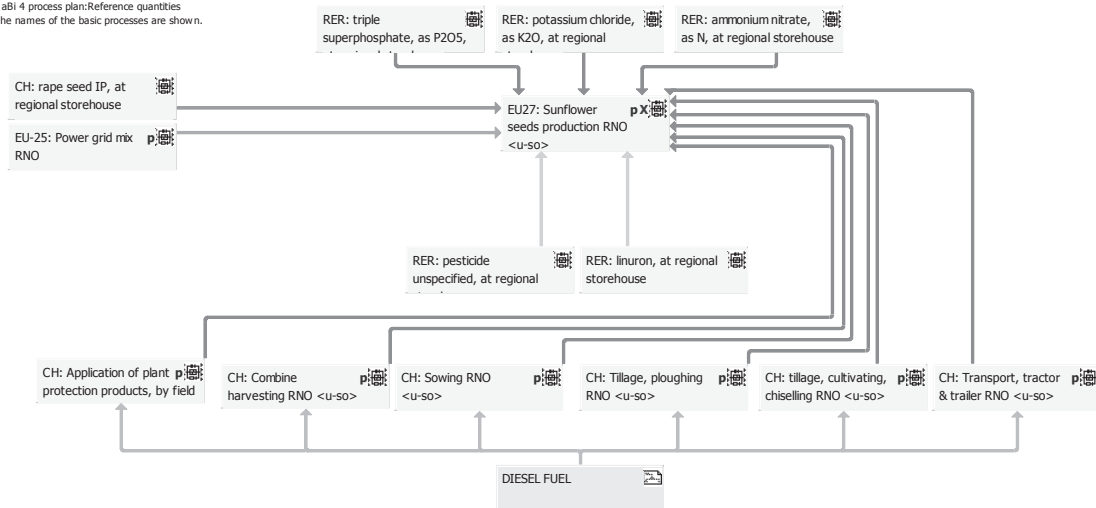 aBi 4 process plan:Reference quantities
he names of the basic processes are shown.
RER: triple
superphosphate, as P2O5,
RER: potassium chloride,
as K2O, at regional
RER: ammonium nitrate,
as N, at regional storehouse
CH: rape seed IP, at
regional storehouse
EU-25: Power grid mix p
RNO
EU27: Sunflower pX
seeds production RNO
<u-so>
RER: pesticide
unspecified, at regional
RER: linuron, at regional
storehouse
CH: Application of plant p
protection products, by field
CH: Combine p
harvesting RNO <u-so>
CH: Sowing RNO p
<u-so>
CH: Tillage, ploughing p
RNO <u-so>
CH: tillage, cultivating, p
chiselling RNO <u-so>
CH: Transport, tractor p
& trailer RNO <u-so>
DIESEL FUEL